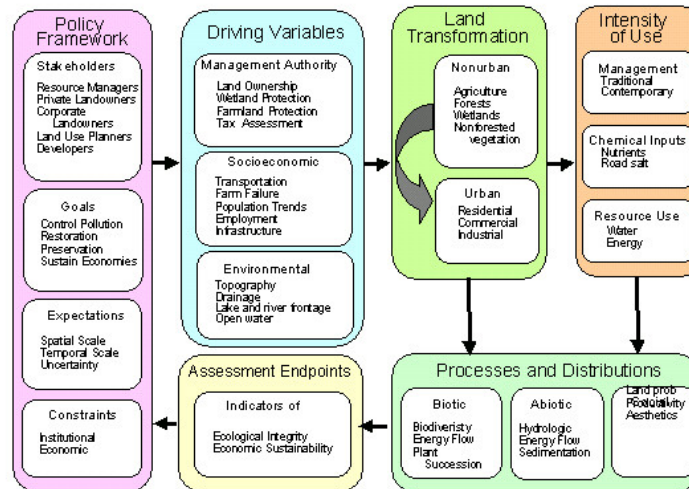 Policy
Framework
Stakeholders
Resource Managers
Private Landowners
Corporate
Landowners
Land Use Planners
Developers
Goals
Control Pollution
Restoration
Preservation
Sustain Economies
Expectations
Spatial Scale
Temporal Scale
Uncertainty
Constraints
Institutional
Economic
Driving Variables
Management Authority
Land Ownership
Wetland Protection
Farmland Protection
Tax Assessment
Socioeconomic
Transportation
Farm Failure
Population Trends
Employment
Infrastructure
Environmental
Topography
Drainage
Lake and river frontage
Open water
Land
Transformation
Nonurban
Agriculture
Forests
Wetlands
Nonforested
vegetation
Urban
Residential
Commercial
Industrial
Intensity
of Use
Management
Traditional
Contemporary
Chemical Inputs
Nutrients
Road salt
Resource Use
Water
Energy
Assessment Endpoints
Indicators of
Ecological Integrity
Economic Sustainability
Processes and Distributions
Biotic
Biodiveristy
Energy Flow
Plant
Succession
Abiotic
Hydrologic
Energy Flow
Sedimentation
Land prob
Aesthetics